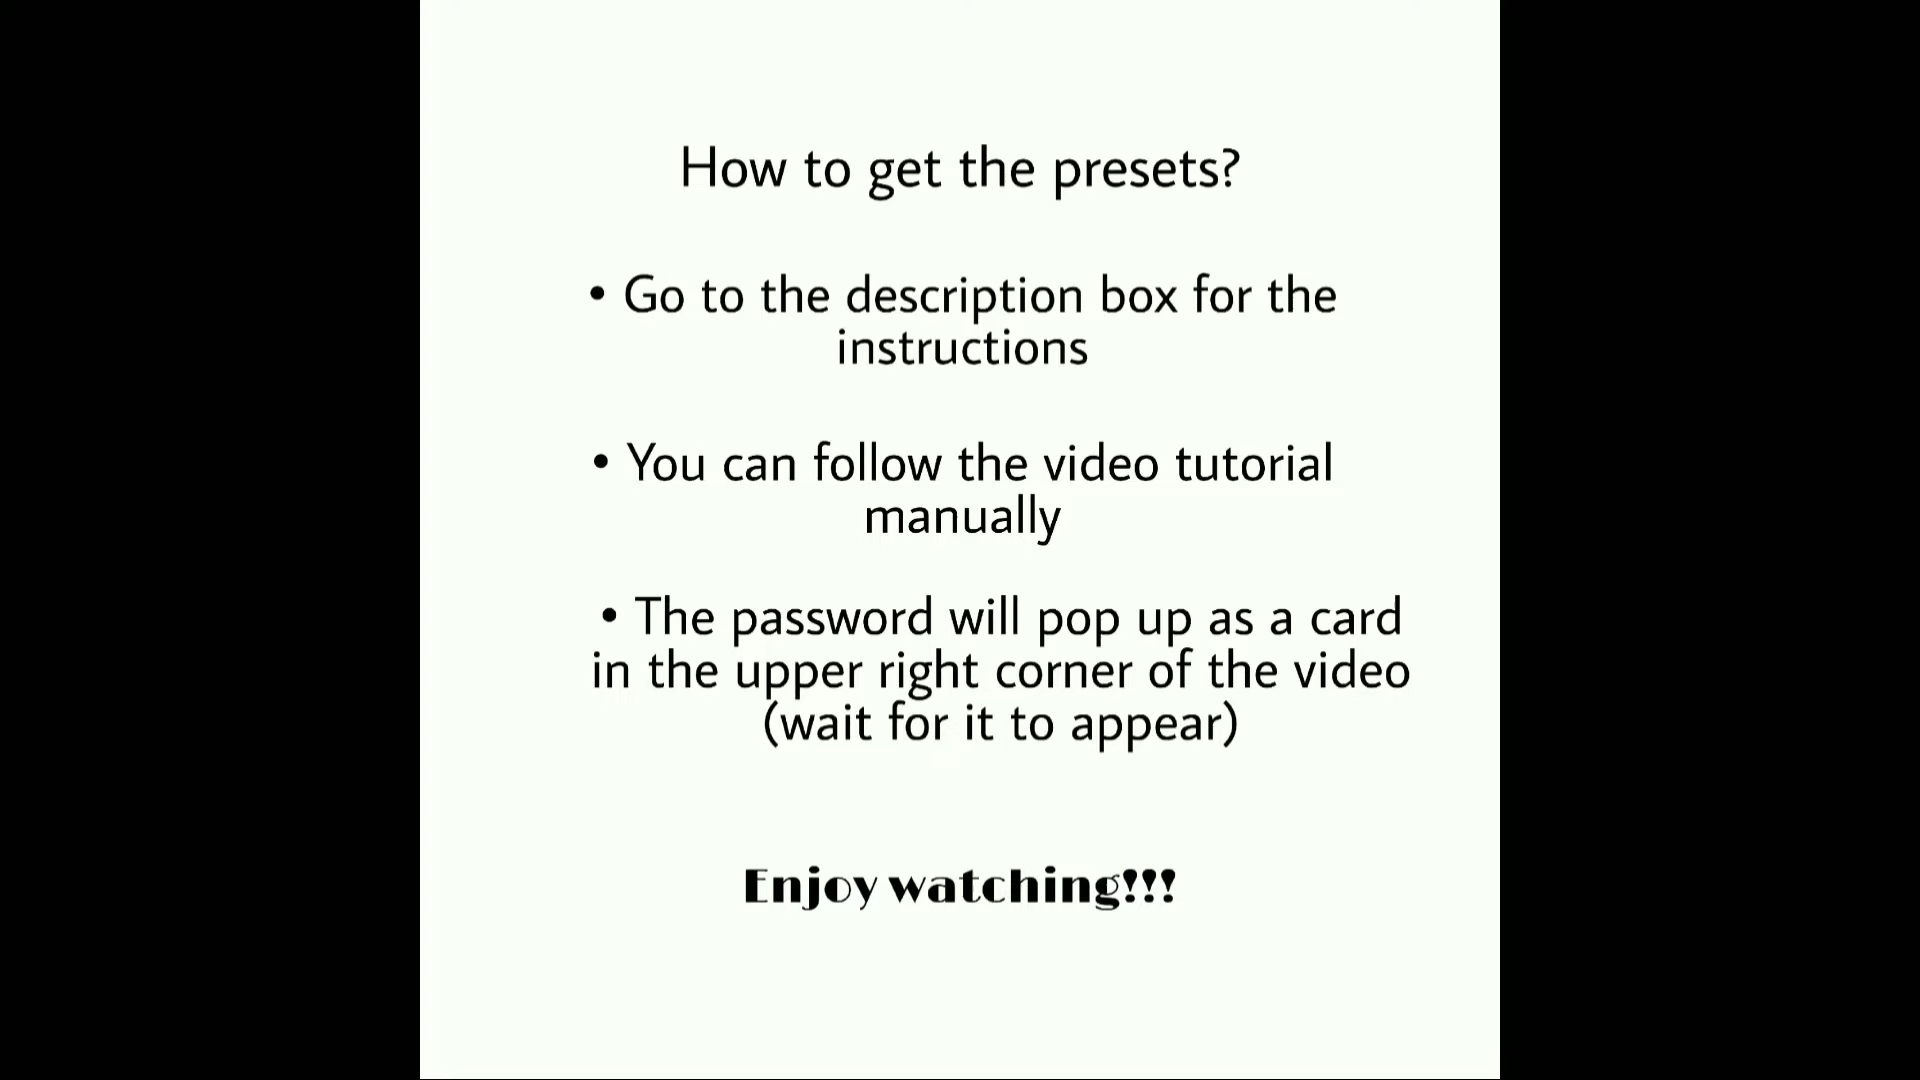 How to get the presets?
• Go to the description box for the
instructions
• You can follow the video tutorial
manually
• The password will pop up as a card
in the upper right corner of the video
(wait for it to appear)
Enjoy watching!!!